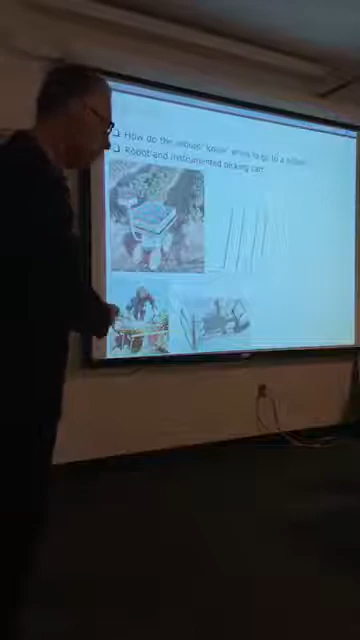 ❑ How do the robots 'know' when to go to a picker?
❑ Robot and instrumented picking cart